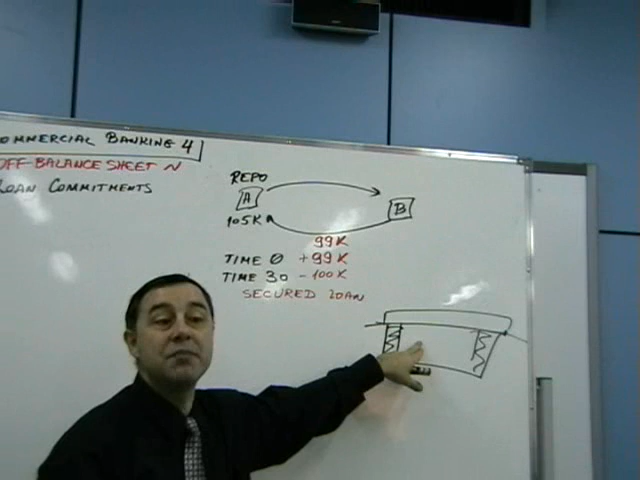 OMMERCIAL BANKING 4
OFF-BALANCE SHEET N
LOAN COMMITMENTS
REPO
A
B
105K
99K
TIME 0 +99K
TIME 30 -100K
SECURED LOAN